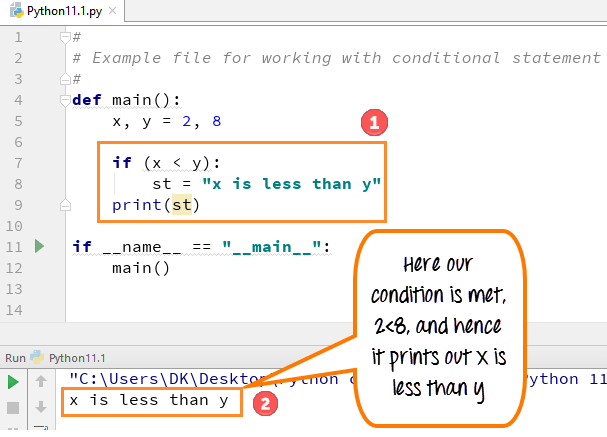 Python11.1.py ×
1 #
2 # Example file for working with conditional statement
3 #
4 def main():
5 x, y = 2, 8
6
7 if (x < y):
8 st = "x is less than y"
9 print(st)
10
11 if __name__ == "__main__":
12 main()
13
14
1
Here our
condition is met,
2<8, and hence
it prints out X is
less than y
Run Python11.1
"C:\Users\DK\Desktop\Python ython 11
x is less than y
2